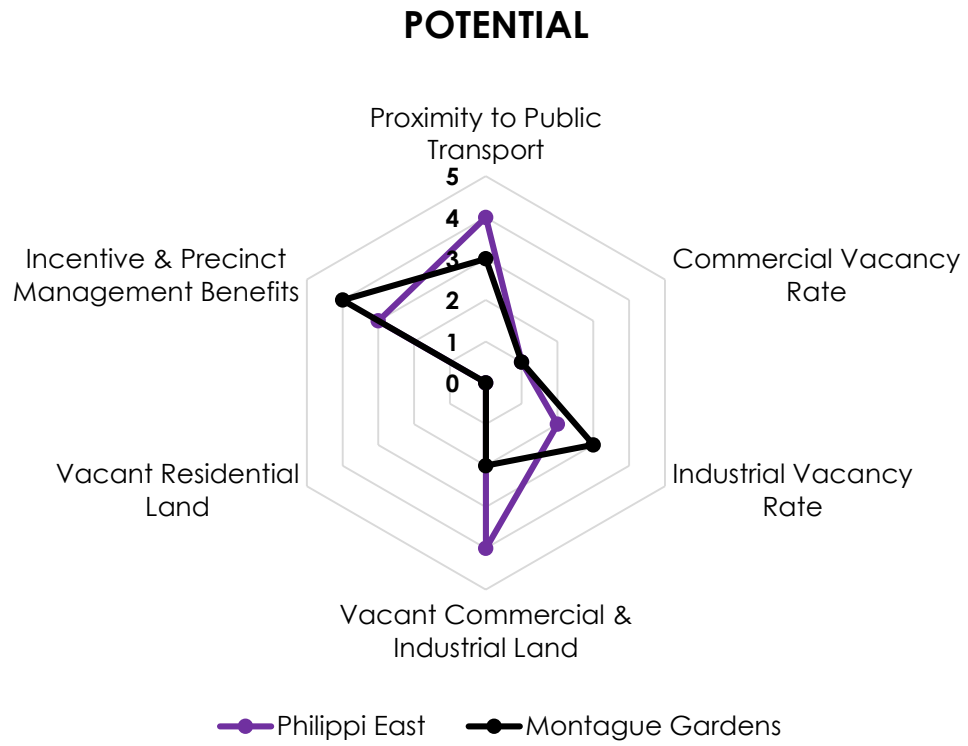 POTENTIAL
Proximity to Public
Transport
5
4
3
2
1
0
Commercial Vacancy
Rate
Industrial Vacancy
Rate
Vacant Commercial &
Industrial Land
Vacant Residential
Land
Incentive & Precinct
Management Benefits
Philippi East
Montague Gardens